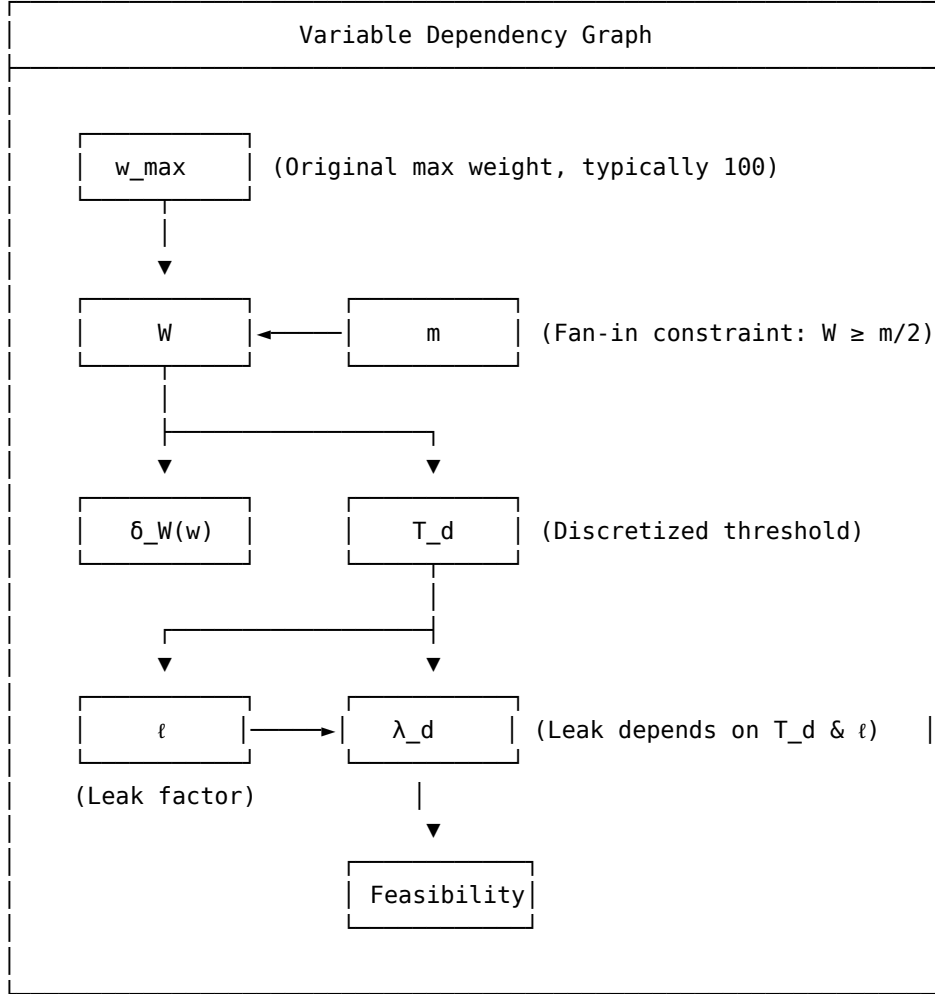 Variable Dependency Graph
w_max (Original max weight, typically 100)
W m (Fan-in constraint: W ≥ m/2)
δ_W(w) T_d (Discretized threshold)
ℓ λ_d (Leak depends on T_d & ℓ)
(Leak factor)
Feasibility